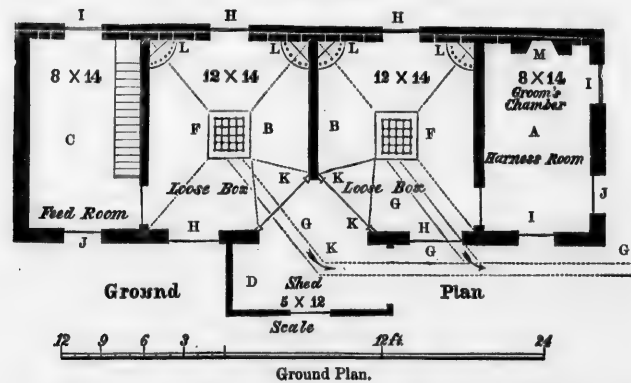 I H H
L L L L M
8 X 14 12 X 14 12 X 14 8 X 14
Groom's
Chamber
I
C F B B F A
Harness Room
Loose Box K K Loose Box
G G
Feed Room J
J H K H I
G G
D Shed
5 X 12
Ground Plan
Scale
12 9 6 3 12ft. 24
Ground Plan.